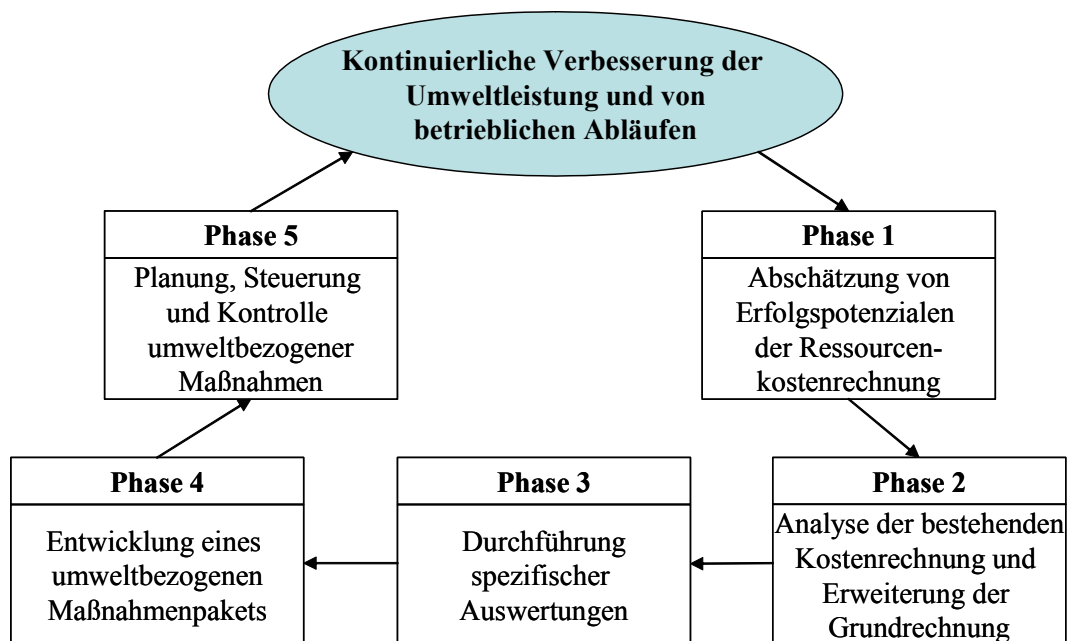 Kontinuierliche Verbesserung der
Umweltleistung und von
betrieblichen Abläufen
Phase 5
Planung, Steuerung
und Kontrolle
umweltbezogener
Maßnahmen
Phase 1
Abschätzung von
Erfolgspotenzialen
der Ressourcen-
kostenrechnung
Phase 4
Entwicklung eines
umweltbezogenen
Maßnahmenpakets
Phase 3
Durchführung
spezifischer
Auswertungen
Phase 2
Analyse der bestehenden
Kostenrechnung und
Erweiterung der
Grundrechnung